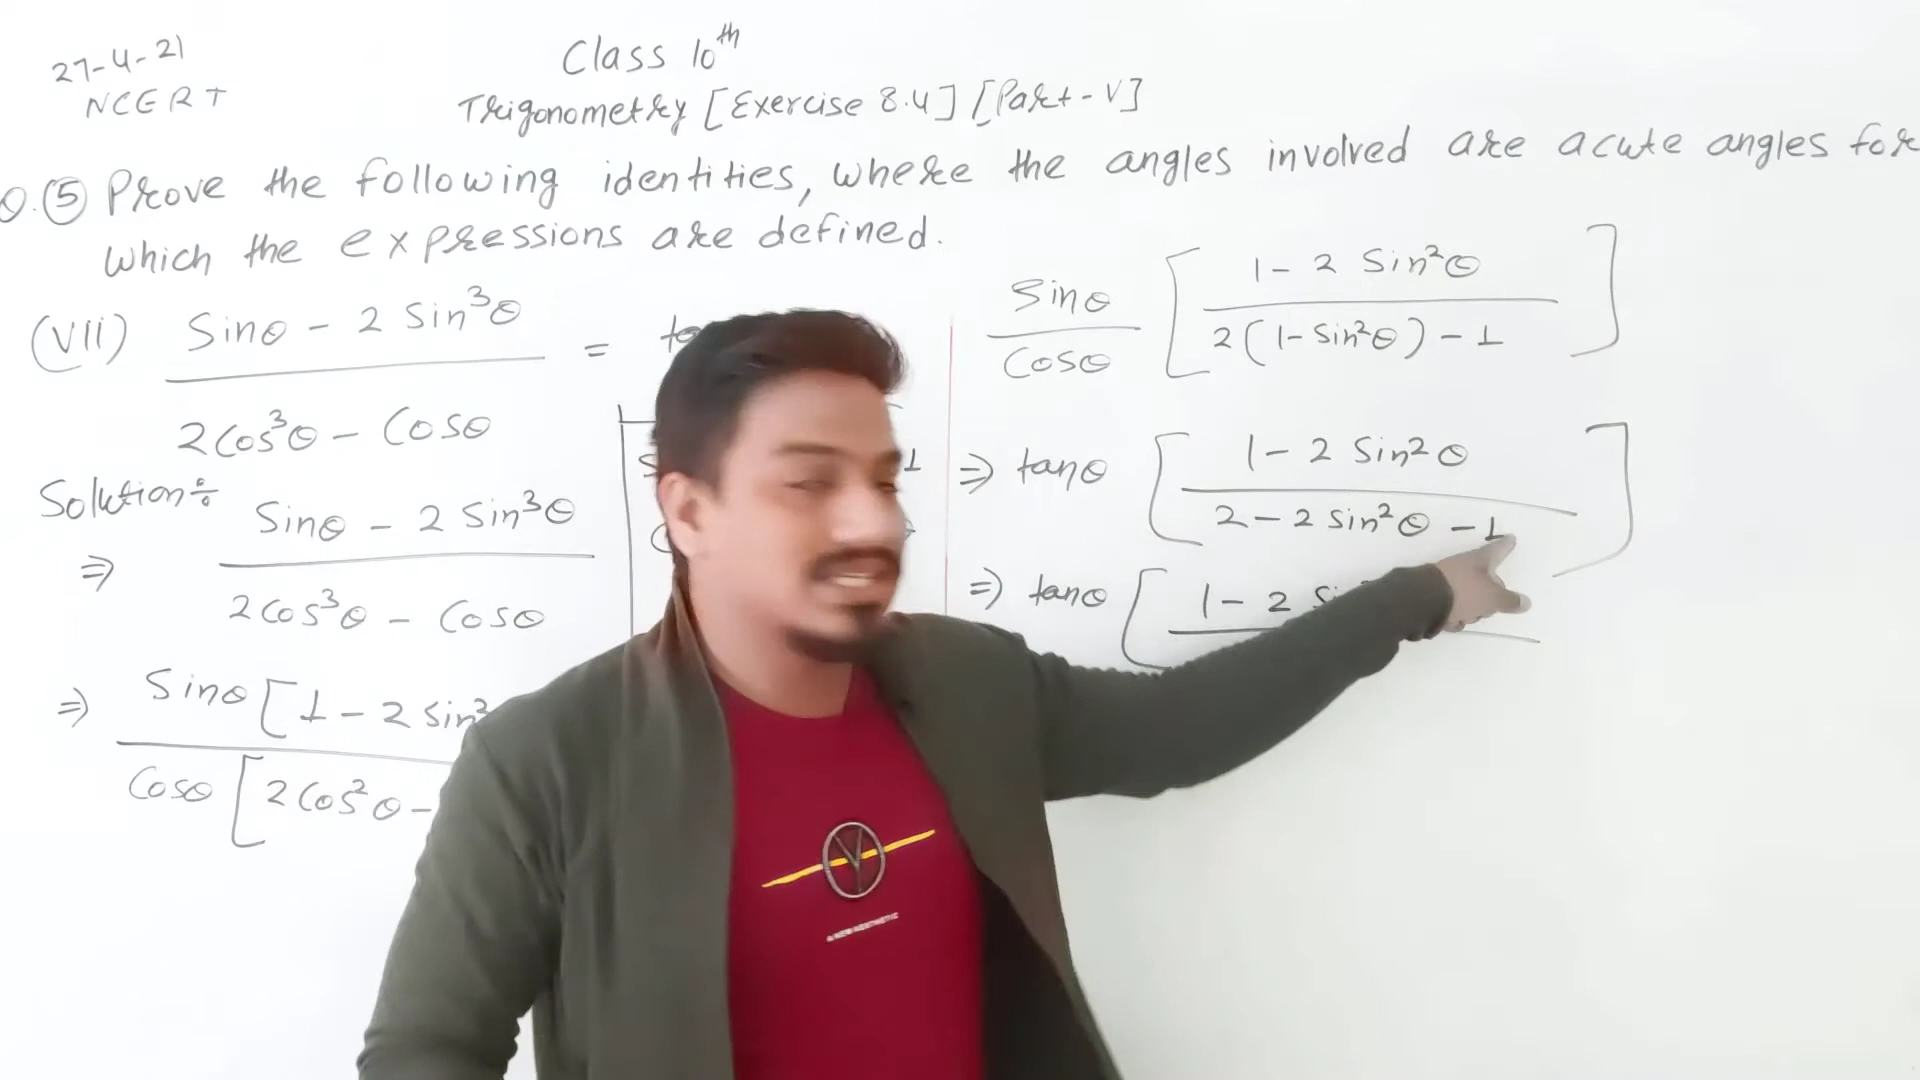 27-4-21
NCERT
Class 10th
Trigonometry [Exercise 8.4] [Part-V]
Q.⑤ Prove the following identities, where the angles involved are acute angles for
which the expressions are defined.
(VII) Sinθ - 2 Sin³θ
=
2Cos³θ - Cosθ
Solution÷
Sinθ - 2 Sin³θ
⇒
2Cos³θ - Cosθ
⇒ Sinθ [1 - 2 Sin²
Cosθ [2Cos²θ -
Sinθ [ 1 - 2 Sin²θ ]
Cosθ 2(1-Sin²θ) - 1
⇒ tanθ [ 1 - 2 Sin²θ ]
2 - 2 Sin²θ - 1
⇒ tanθ [ 1 - 2
A NEW AESTHETIC